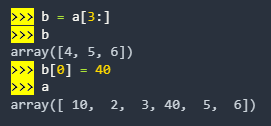 >>> b = a[3:]
>>> b
array([4, 5, 6])
>>> b[0] = 40
>>> a
array([ 10,  2,  3, 40,  5,  6])